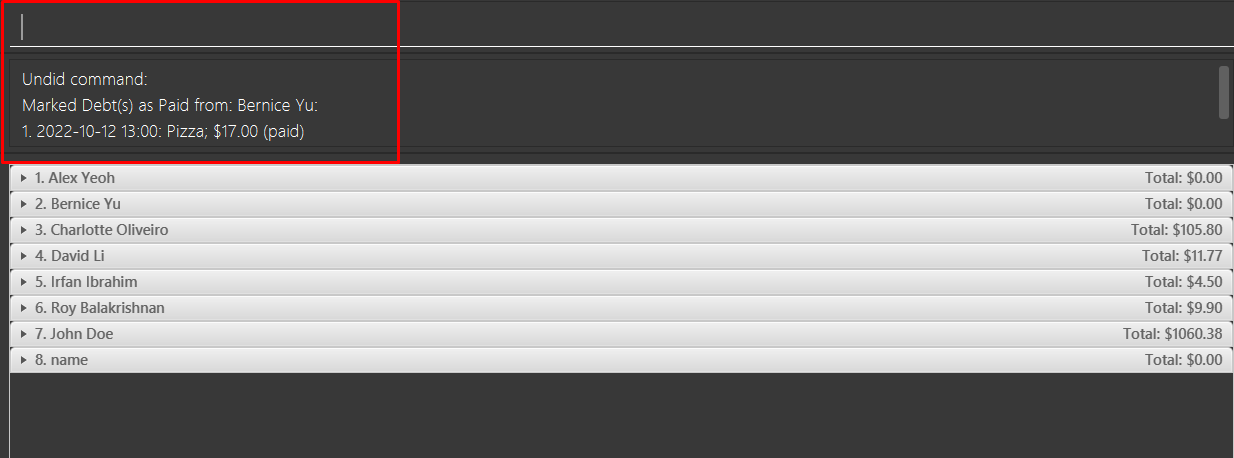 Undid command:
Marked Debt(s) as Paid from: Bernice Yu:
1. 2022-10-12 13:00: Pizza; $17.00 (paid)
1. Alex Yeoh Total: $0.00
2. Bernice Yu Total: $0.00
3. Charlotte Oliveiro Total: $105.80
4. David Li Total: $11.77
5. Irfan Ibrahim Total: $4.50
6. Roy Balakrishnan Total: $9.90
7. John Doe Total: $1060.38
8. name Total: $0.00